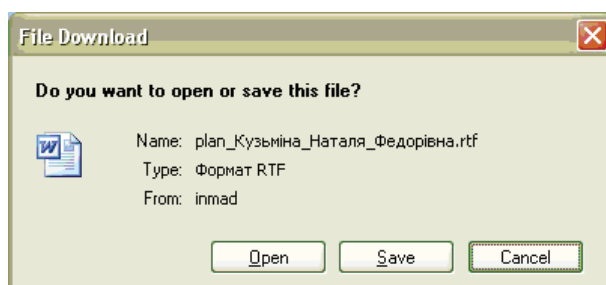 File Download
Do you want to open or save this file?
Name: plan_Кузьміна_Наталя_Федорівна.rtf
Type: Формат RTF
From: inmad
Open Save Cancel